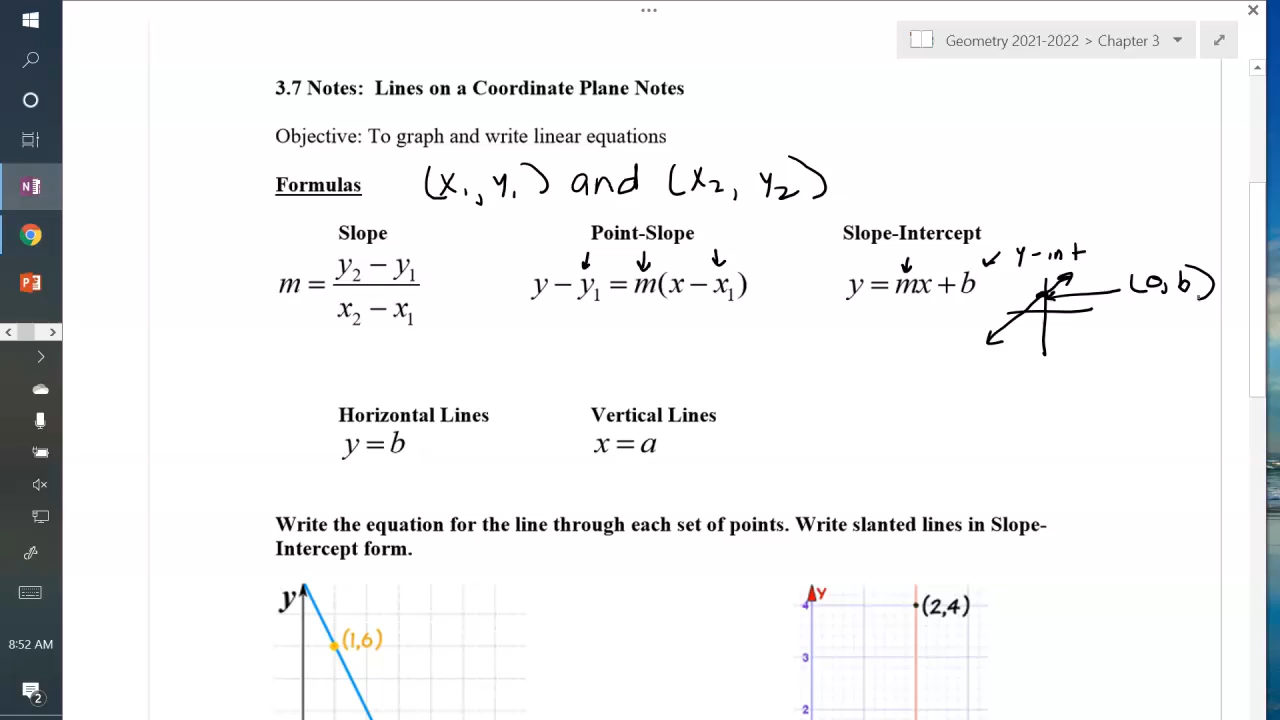 Geometry 2021-2022 > Chapter 3
3.7 Notes: Lines on a Coordinate Plane Notes
Objective: To graph and write linear equations
Formulas (x₁, y₁) and (x₂, y₂)
Slope Point-Slope Slope-Intercept
y-int
m = (y₂ − y₁)/(x₂ − x₁) y − y₁ = m(x − x₁) y = mx + b (0, b)
Horizontal Lines Vertical Lines
y = b x = a
Write the equation for the line through each set of points. Write slanted lines in Slope-
Intercept form.
y (1,6)
Y 4 (2,4)
3
2
N
P
8:52 AM
2